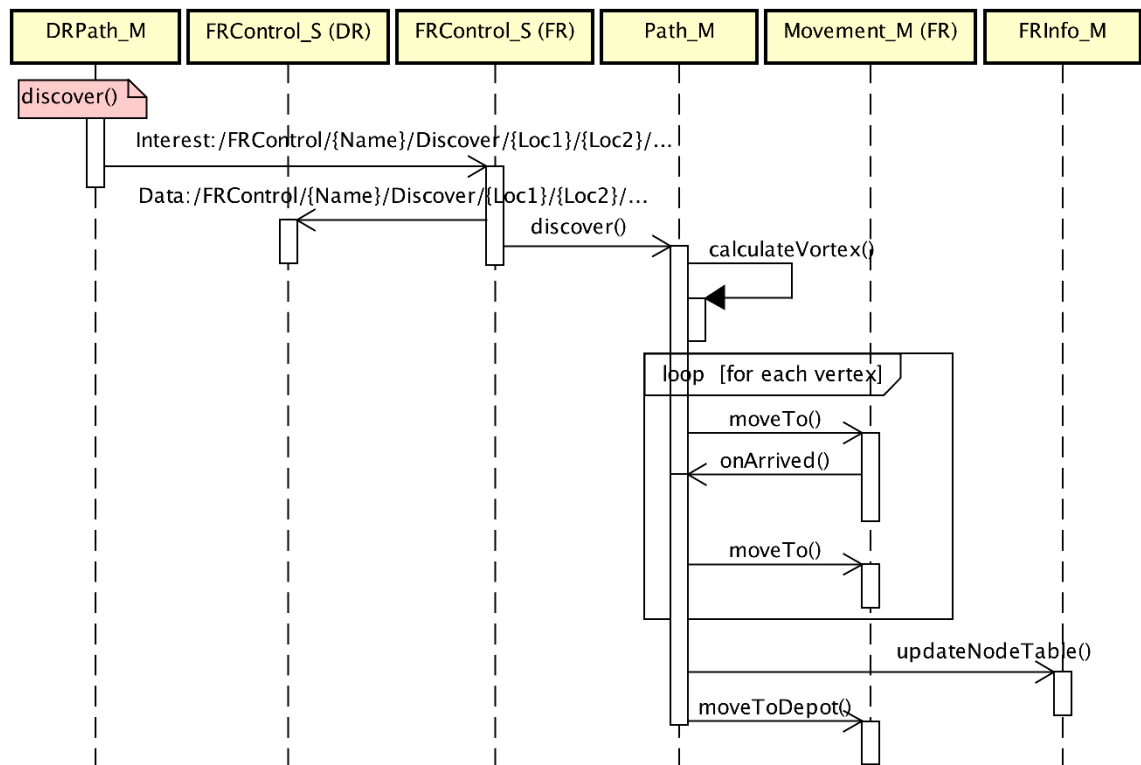 DRPath_M
FRControl_S (DR)
FRControl_S (FR)
Path_M
Movement_M (FR)
FRInfo_M
discover()
Interest:/FRControl/{Name}/Discover/{Loc1}/{Loc2}/...
Data:/FRControl/{Name}/Discover/{Loc1}/{Loc2}/...
discover()
calculateVortex()
loop [for each vertex]
moveTo()
onArrived()
moveTo()
updateNodeTable()
moveToDepot()